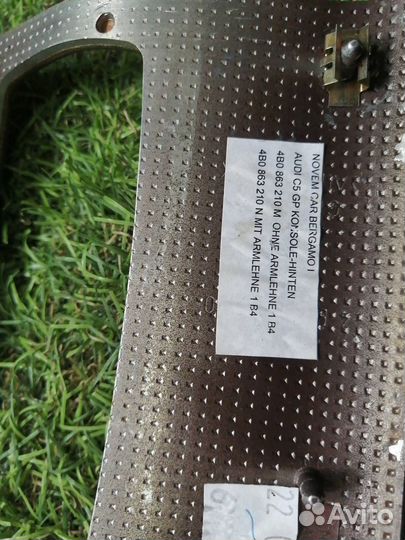 NOVEM CAR BERGAMO I
AUDI C5 GP KONSOLE-HINTEN
4B0 863 210 M OHNE ARMLEHNE 1 B4
4B0 863 210 N MIT ARMLEHNE 1 B4
22
Avito